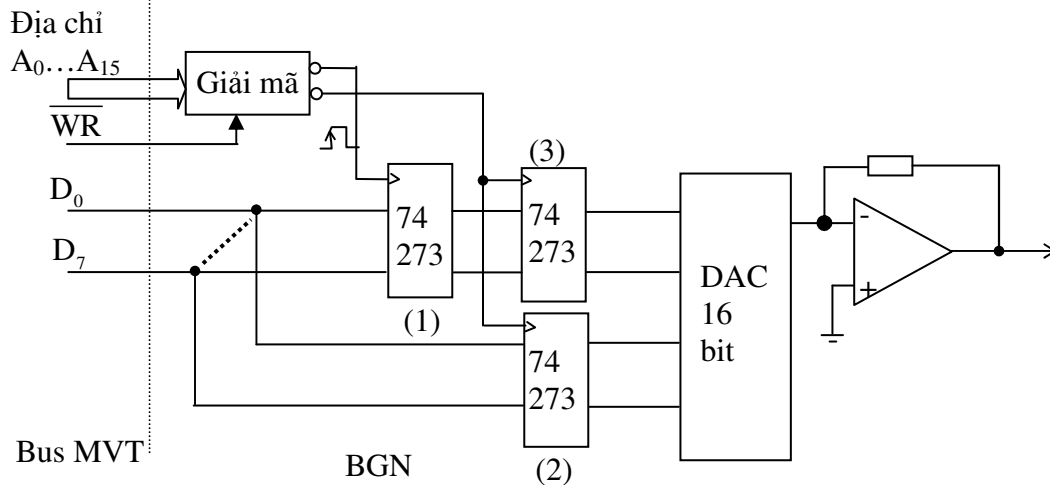 Địa chỉ
A0…A15
Giải mã
WR
(3)
D0
74
273
74
273
D7
DAC
16
bit
-
+
(1)
74
273
Bus MVT
BGN
(2)